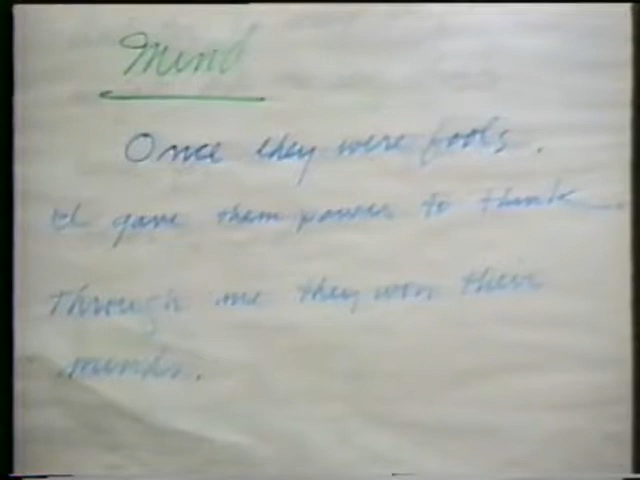 Mind
Once they were fools.
I gave them power to think.
Through me they won their
minds.